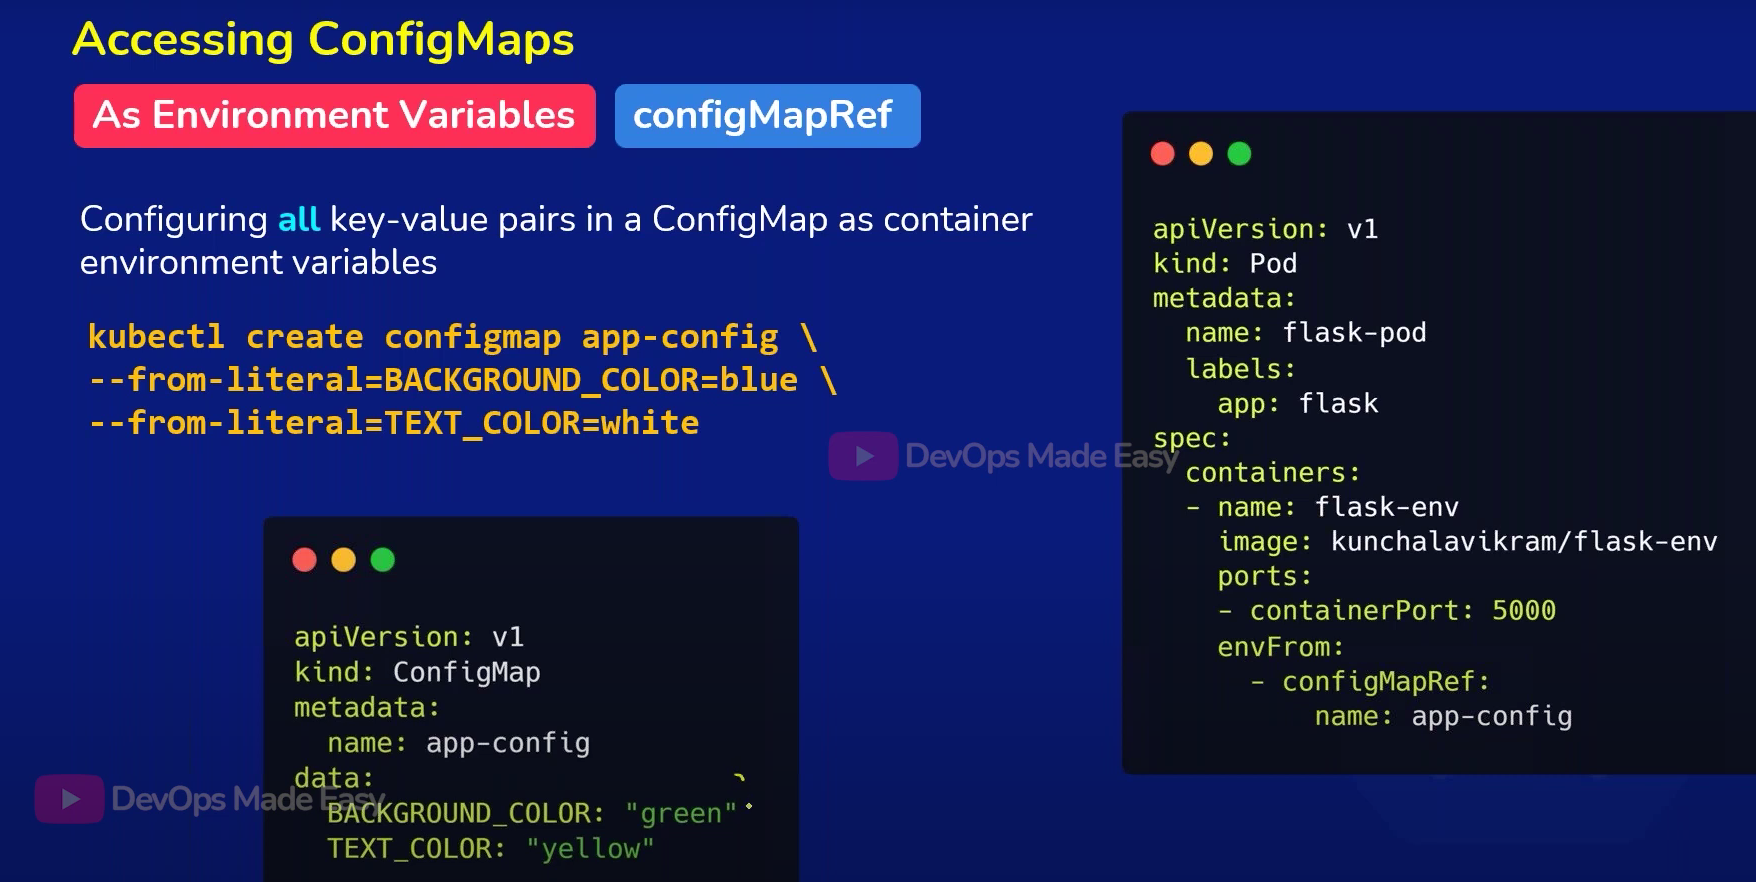 Accessing ConfigMaps
As Environment Variables
configMapRef
Configuring all key-value pairs in a ConfigMap as container
environment variables
kubectl create configmap app-config \
--from-literal=BACKGROUND_COLOR=blue \
--from-literal=TEXT_COLOR=white
apiVersion: v1
kind: ConfigMap
metadata:
  name: app-config
data:
  BACKGROUND_COLOR: "green"
  TEXT_COLOR: "yellow"
apiVersion: v1
kind: Pod
metadata:
  name: flask-pod
  labels:
    app: flask
spec:
  containers:
  - name: flask-env
    image: kunchalavikram/flask-env
    ports:
    - containerPort: 5000
    envFrom:
      - configMapRef:
          name: app-config
DevOps Made Easy
DevOps Made Easy